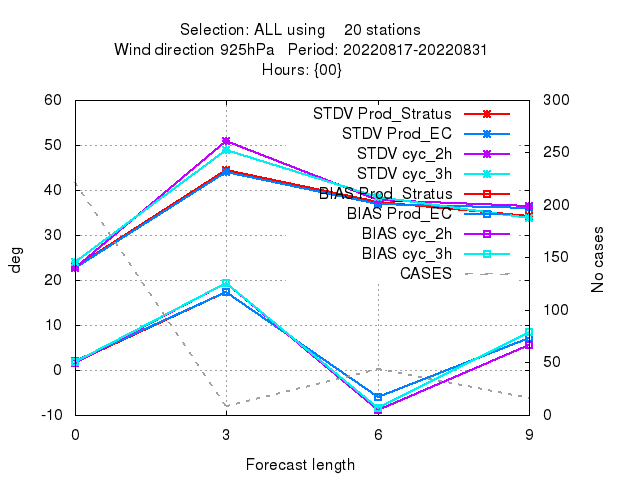 Selection: ALL using    20 stations
Wind direction 925hPa   Period: 20220817-20220831
Hours: {00}
60
50
40
30
20
10
0
-10
300
250
200
150
100
50
0
STDV Prod_Stratus
STDV Prod_EC
STDV cyc_2h
STDV cyc_3h
BIAS Prod_Stratus
BIAS Prod_EC
BIAS cyc_2h
BIAS cyc_3h
CASES
deg
No cases
0
3
6
9
Forecast length